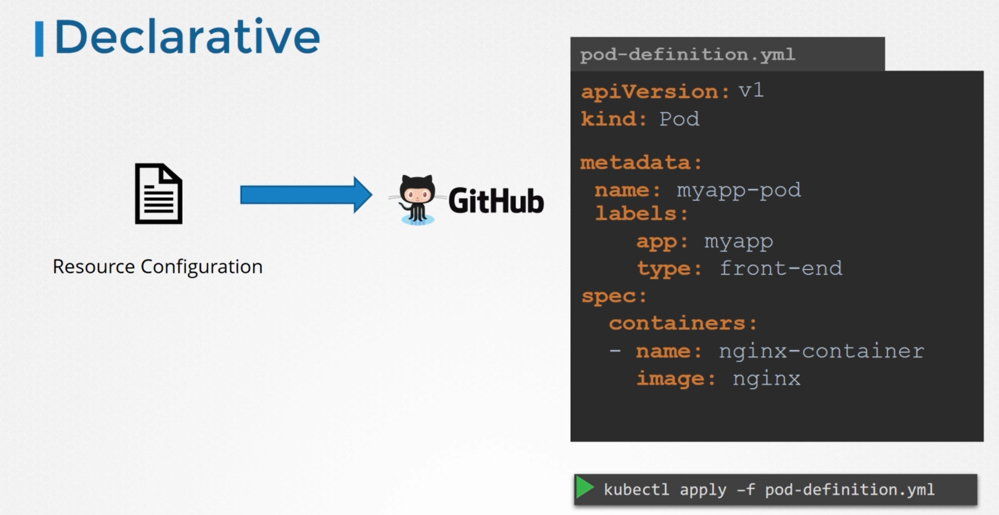 Declarative
Resource Configuration
GitHub
pod-definition.yml
apiVersion: v1
kind: Pod
metadata:
name: myapp-pod
labels:
app: myapp
type: front-end
spec:
containers:
- name: nginx-container
image: nginx
kubectl apply –f pod-definition.yml